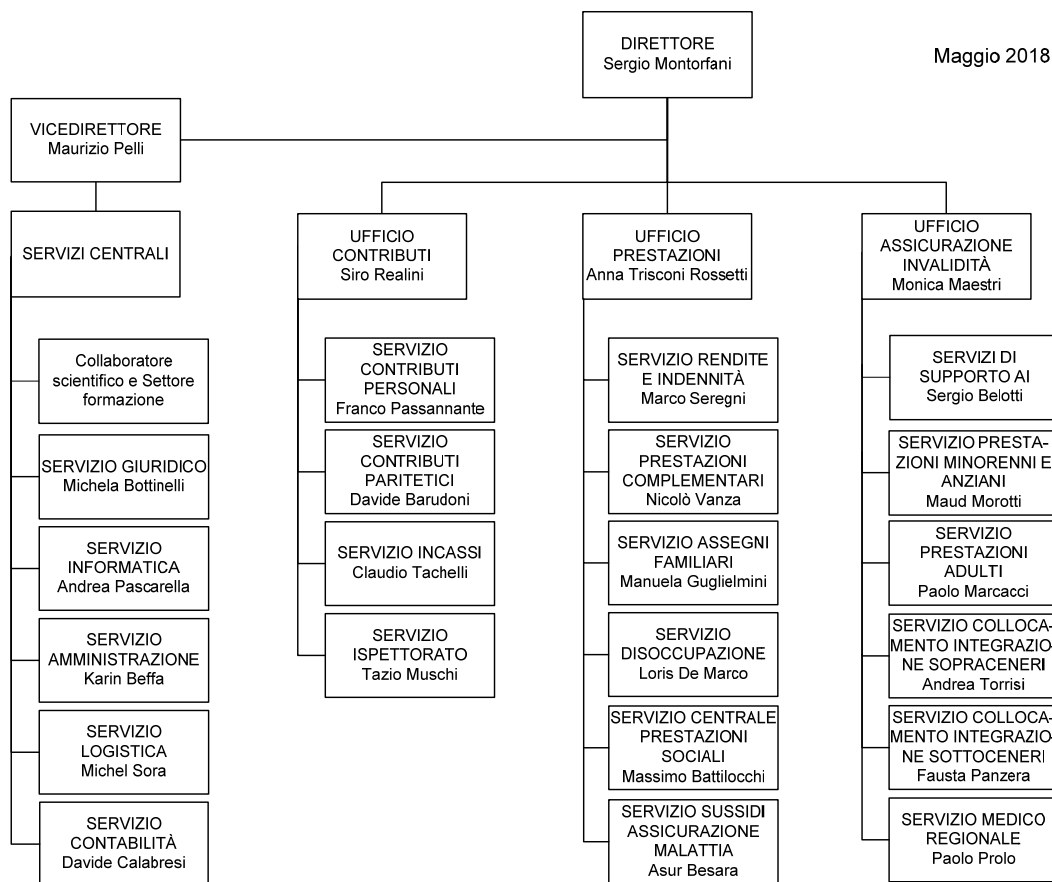 DIRETTORE
Sergio Montorfani
Maggio 2018
VICEDIRETTORE
Maurizio Pelli
SERVIZI CENTRALI
Collaboratore
scientifico e Settore
formazione
SERVIZIO GIURIDICO
Michela Bottinelli
SERVIZIO
INFORMATICA
Andrea Pascarella
SERVIZIO
AMMINISTRAZIONE
Karin Beffa
SERVIZIO
LOGISTICA
Michel Sora
SERVIZIO
CONTABILITÀ
Davide Calabresi
UFFICIO
CONTRIBUTI
Siro Realini
SERVIZIO
CONTRIBUTI
PERSONALI
Franco Passannante
SERVIZIO
CONTRIBUTI
PARITETICI
Davide Barudoni
SERVIZIO INCASSI
Claudio Tachelli
SERVIZIO
ISPETTORATO
Tazio Muschi
UFFICIO
PRESTAZIONI
Anna Trisconi Rossetti
SERVIZIO RENDITE
E INDENNITÀ
Marco Seregni
SERVIZIO
PRESTAZIONI
COMPLEMENTARI
Nicolò Vanza
SERVIZIO ASSEGNI
FAMILIARI
Manuela Guglielmini
SERVIZIO
DISOCCUPAZIONE
Loris De Marco
SERVIZIO CENTRALE
PRESTAZIONI
SOCIALI
Massimo Battilocchi
SERVIZIO SUSSIDI
ASSICURAZIONE
MALATTIA
Asur Besara
UFFICIO
ASSICURAZIONE
INVALIDITÀ
Monica Maestri
SERVIZI DI
SUPPORTO AI
Sergio Belotti
SERVIZIO PRESTA-
ZIONI MINORENNI E
ANZIANI
Maud Morotti
SERVIZIO
PRESTAZIONI
ADULTI
Paolo Marcacci
SERVIZIO COLLOCA-
MENTO INTEGRAZIO-
NE SOPRACENERI
Andrea Torrisi
SERVIZIO COLLOCA-
MENTO INTEGRAZIO-
NE SOTTOCENERI
Fausta Panzera
SERVIZIO MEDICO
REGIONALE
Paolo Prolo